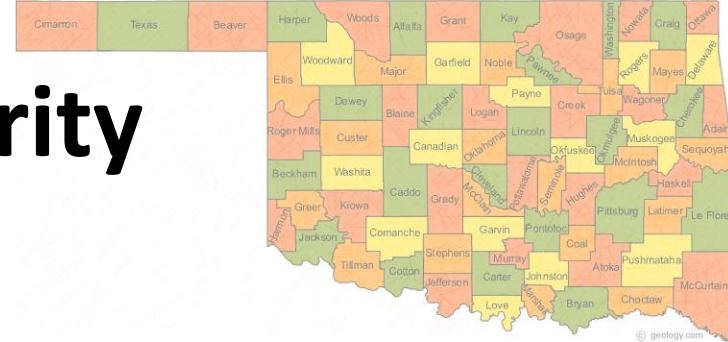 rity
Cimarron Texas Beaver Harper Woods Alfalfa Grant Kay Osage Washington Nowata Craig Ottawa
Ellis Woodward Major Garfield Noble Pawnee Rogers Mayes Delaware
Roger Mills Dewey Blaine Kingfisher Logan Payne Creek Tulsa Wagoner Cherokee Adair
Custer Canadian Oklahoma Lincoln Okfuskee Okmulgee Muskogee Sequoyah
Beckham Washita Caddo Grady McClain Cleveland Pottawatomie Seminole Hughes McIntosh Haskell
Harmon Greer Kiowa Comanche Garvin Pontotoc Pittsburg Latimer Le Flore
Jackson Tillman Cotton Stephens Murray Coal Atoka Pushmataha McCurtain
Jefferson Carter Johnston Love Marshall Bryan Choctaw
© geology.com